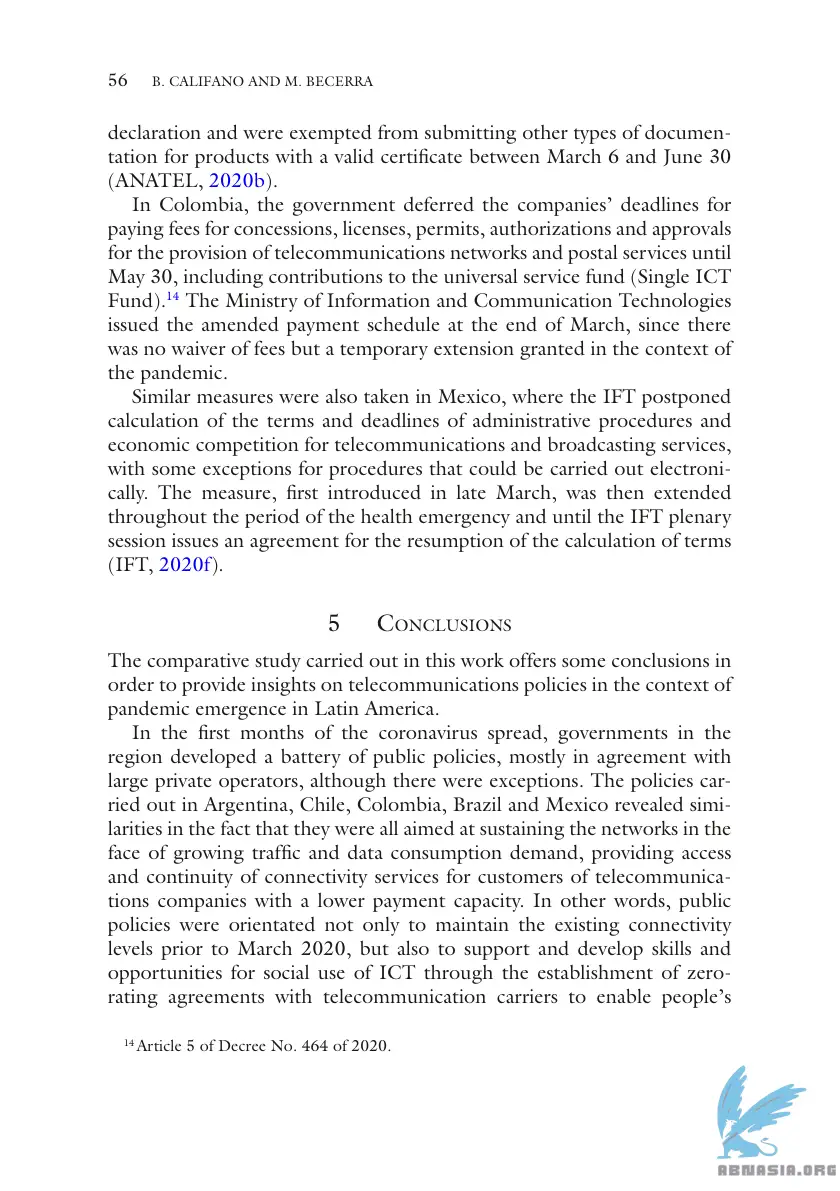 56 B. CALIFANO AND M. BECERRA
declaration and were exempted from submitting other types of documen-
tation for products with a valid certificate between March 6 and June 30
(ANATEL, 2020b).
In Colombia, the government deferred the companies’ deadlines for
paying fees for concessions, licenses, permits, authorizations and approvals
for the provision of telecommunications networks and postal services until
May 30, including contributions to the universal service fund (Single ICT
Fund).14 The Ministry of Information and Communication Technologies
issued the amended payment schedule at the end of March, since there
was no waiver of fees but a temporary extension granted in the context of
the pandemic.
Similar measures were also taken in Mexico, where the IFT postponed
calculation of the terms and deadlines of administrative procedures and
economic competition for telecommunications and broadcasting services,
with some exceptions for procedures that could be carried out electroni-
cally. The measure, first introduced in late March, was then extended
throughout the period of the health emergency and until the IFT plenary
session issues an agreement for the resumption of the calculation of terms
(IFT, 2020f).
5 CONCLUSIONS
The comparative study carried out in this work offers some conclusions in
order to provide insights on telecommunications policies in the context of
pandemic emergence in Latin America.
In the first months of the coronavirus spread, governments in the
region developed a battery of public policies, mostly in agreement with
large private operators, although there were exceptions. The policies car-
ried out in Argentina, Chile, Colombia, Brazil and Mexico revealed simi-
larities in the fact that they were all aimed at sustaining the networks in the
face of growing traffic and data consumption demand, providing access
and continuity of connectivity services for customers of telecommunica-
tions companies with a lower payment capacity. In other words, public
policies were orientated not only to maintain the existing connectivity
levels prior to March 2020, but also to support and develop skills and
opportunities for social use of ICT through the establishment of zero-
rating agreements with telecommunication carriers to enable people’s
14 Article 5 of Decree No. 464 of 2020.
ABNASIA.ORG